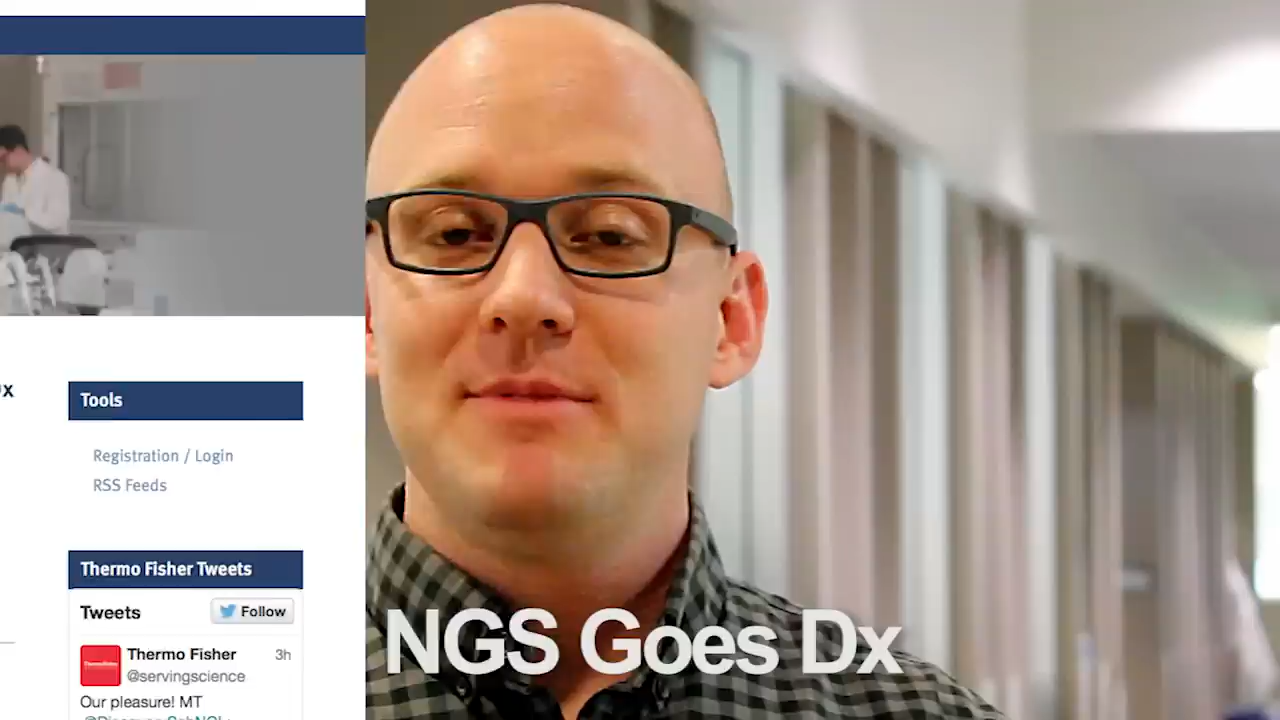 Tools
Registration / Login
RSS Feeds
Thermo Fisher Tweets
Tweets
Follow
Thermo Fisher 3h
@servingscience
Our pleasure! MT
NGS Goes Dx